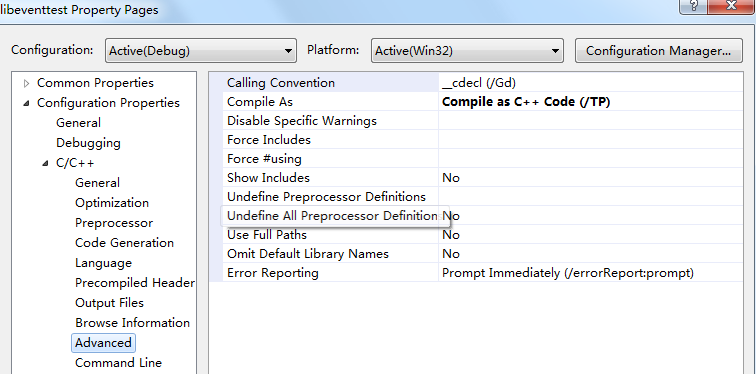 libeventtest Property Pages
Configuration: Active(Debug) Platform: Active(Win32) Configuration Manager...
Common Properties
Configuration Properties
General
Debugging
C/C++
General
Optimization
Preprocessor
Code Generation
Language
Precompiled Header
Output Files
Browse Information
Advanced
Command Line
Calling Convention __cdecl (/Gd)
Compile As Compile as C++ Code (/TP)
Disable Specific Warnings
Force Includes
Force #using
Show Includes No
Undefine Preprocessor Definitions
Undefine All Preprocessor Definition No
Use Full Paths No
Omit Default Library Names No
Error Reporting Prompt Immediately (/errorReport:prompt)